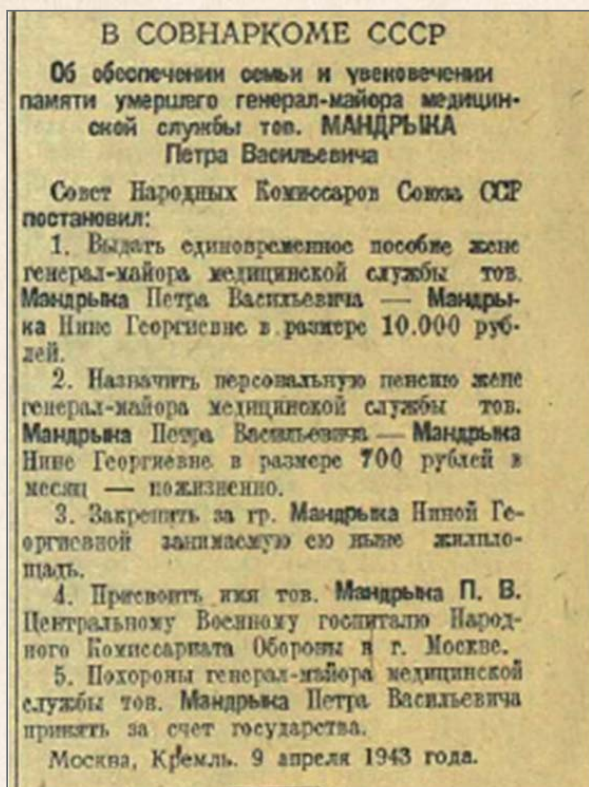 В СОВНАРКОМЕ СССР
Об обеспечении семьи и увековечении
памяти умершего генерал-майора медицин-
ской службы тов. МАНДРЫКА
Петра Васильевича
Совет Народных Комиссаров Союза ССР
постановил:
1. Выдать единовременное пособие жене
генерал-майора медицинской службы тов.
Мандрыка Петра Васильевича — Мандры-
ка Нине Георгиевне в размере 10.000 руб-
лей.
2. Назначить персональную пенсию жене
генерал-майора медицинской службы тов.
Мандрыка Петра Васильевича — Мандрыка
Нине Георгиевне в размере 700 рублей в
месяц — пожизненно.
3. Закрепить за гр. Мандрыка Ниной Ге-
оргиевной занимаемую ею ныне жилпло-
щадь.
4. Присвоить имя тов. Мандрыка П. В.
Центральному Военному госпиталю Народ-
ного Комиссариата Обороны в г. Москве.
5. Похороны генерал-майора медицинской
службы тов. Мандрыка Петра Васильевича
принять за счет государства.
Москва, Кремль. 9 апреля 1943 года.